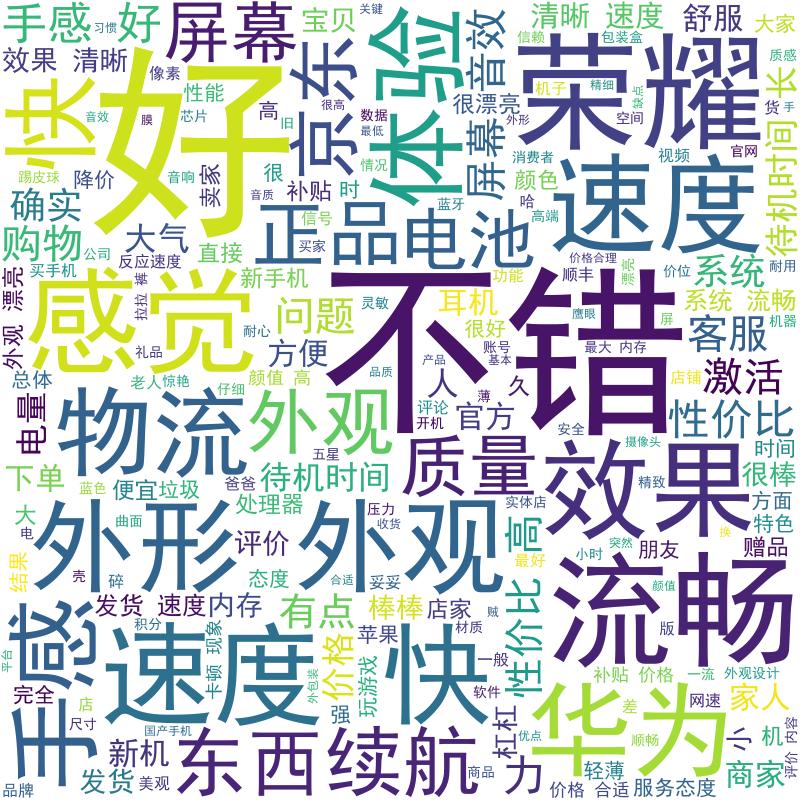 手感 好
习惯
屏幕
宝贝
关键
清晰 速度
舒服
大家
效果 清晰
像素
性能
高
京东
很高
体验
音效
信赖
包装盒
质感
快
好
芯片
旧
数据
最低
很漂亮
外形
机子
精细
缺点
空间
荣耀
官网
货
手
长
音效
膜
踢皮球
降价
音响
卖家
很
音质
补贴
情况
时
屏幕
消费者
颜色
视频
待机时间
确实
购物
大气
公司
买手机
反应速度
直接
正品
信号
买家
电池
蓝牙
哈
高端
速度
价格合理
价位
耐用
漂亮
外观 漂亮
感觉
拉拉
裤
新手机
问题
灵敏
耳机
功能
顺丰
系统
系统 流畅
机器
屏
礼品
耐心
方便
很好
账号
基本
鹰眼
最大 内存
客服
不错
总体
老人
惊艳
仔细
颜值 高
品质
人
产品
薄
久
店铺
激活
电量
物流
外观
评论
开机
官方
安全
性价比
五星
质量
摄像头
效果
时间
下单
蓝色
便宜
垃圾
爸爸
待机时间
处理器
精致
很棒
大
电
曲面
外形
外观
压力
收货
实体店
高
方面
特色
换
结果
壳
碎
评价
态度
合适
妥妥
最好
小时
突然
朋友
赠品
手感
发货 速度
内存
有点
棒棒
店家
贼
性价比
流畅
颜值
版
平台
积分
速度
卡顿 现象
价格
苹果
玩游戏
快
材质
一般
补贴 价格
一流
外观设计
完全
店
尺寸
外包装
强
软件
华为
差
网速
家人
新机
国产手机
东西
续航
杠杠
优点
顺畅
小
机
内容
评价
品牌
发货
美观
商品
力
价格 合适
轻薄
服务态度
商家